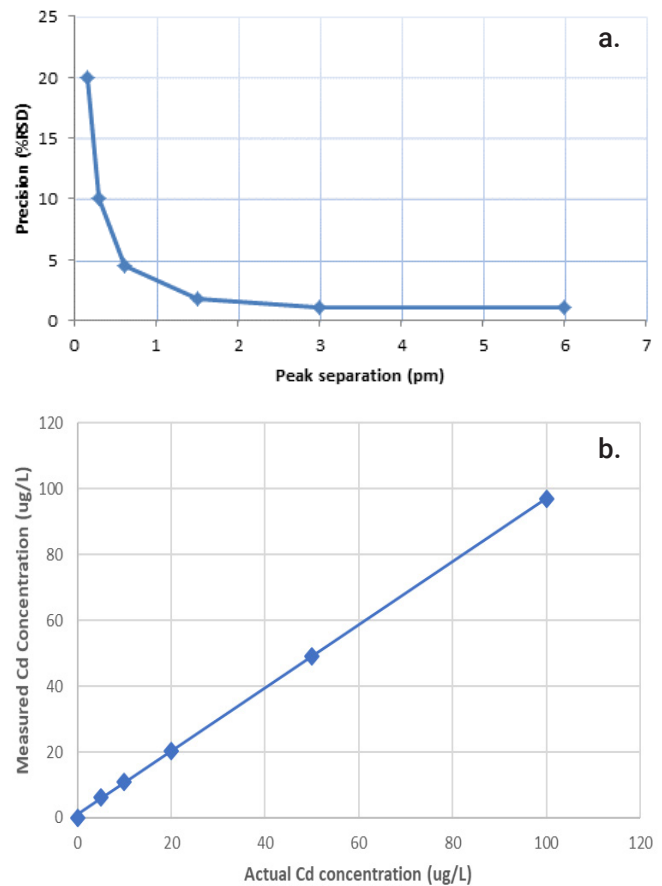 a.
25
20
15
10
5
0
Precision (%RSD)
0 1 2 3 4 5 6 7
Peak separation (pm)
b.
120
100
80
60
40
20
0
Measured Cd Concentration (ug/L)
0 20 40 60 80 100 120
Actual Cd concentration (ug/L)